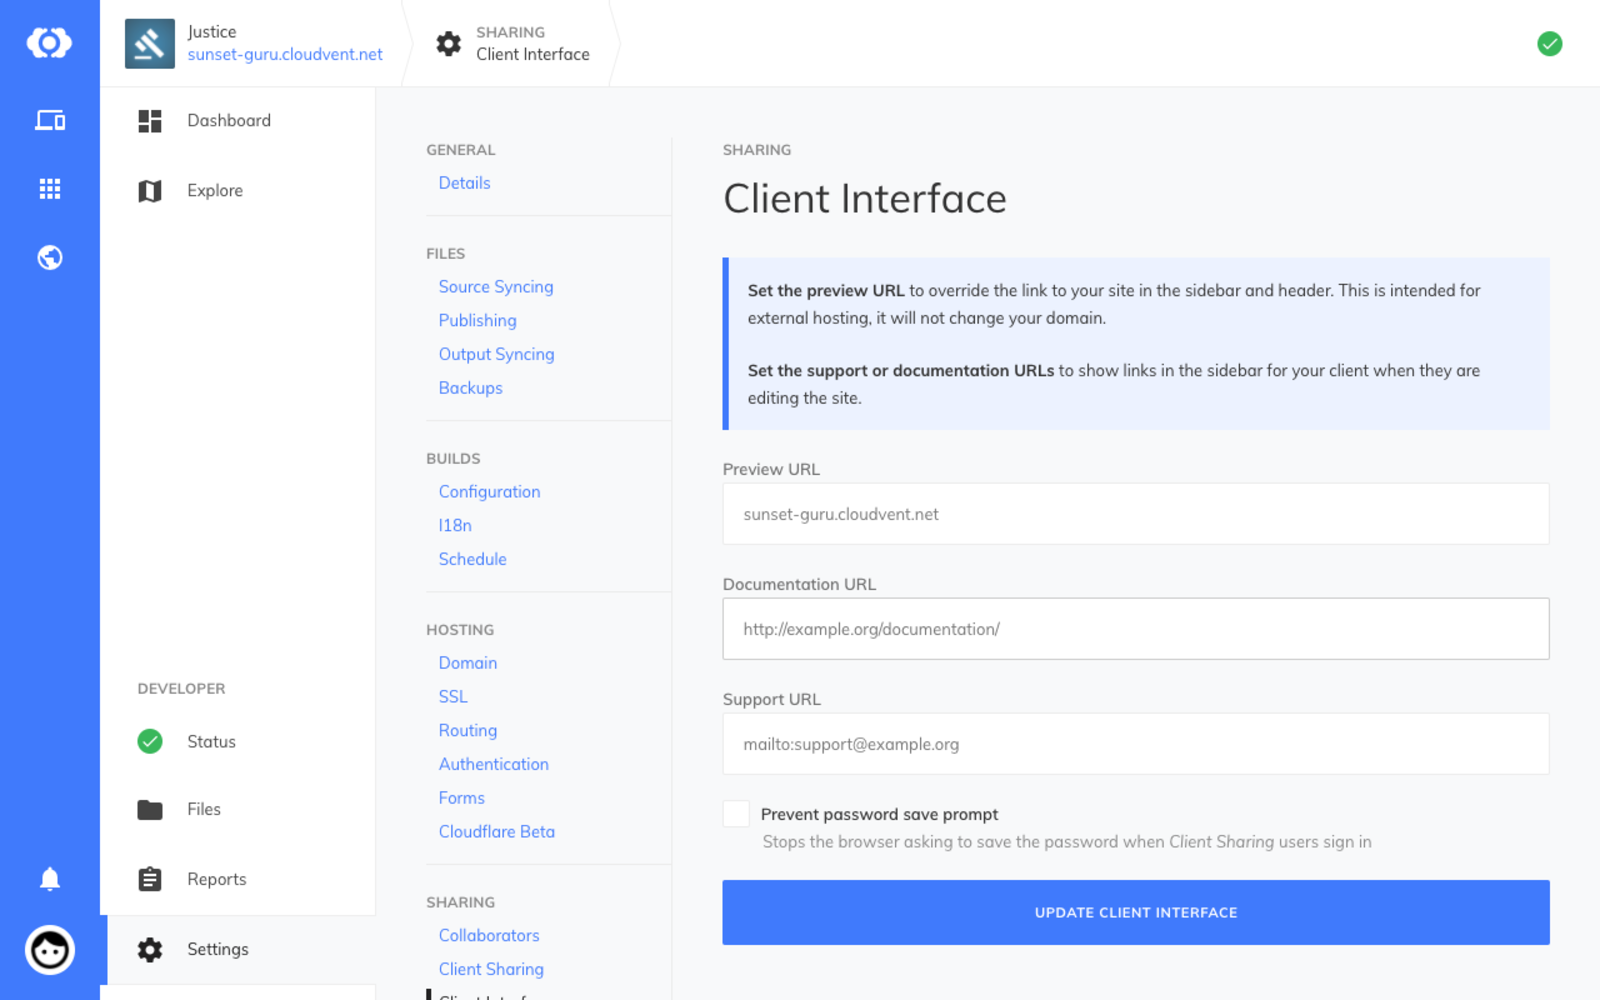 Justice
sunset-guru.cloudvent.net
SHARING
Client Interface
Dashboard
Explore
DEVELOPER
Status
Files
Reports
Settings
GENERAL
Details
FILES
Source Syncing
Publishing
Output Syncing
Backups
BUILDS
Configuration
I18n
Schedule
HOSTING
Domain
SSL
Routing
Authentication
Forms
Cloudflare Beta
SHARING
Collaborators
Client Sharing
SHARING
Client Interface
Set the preview URL to override the link to your site in the sidebar and header. This is intended for
external hosting, it will not change your domain.
Set the support or documentation URLs to show links in the sidebar for your client when they are
editing the site.
Preview URL
sunset-guru.cloudvent.net
Documentation URL
http://example.org/documentation/
Support URL
mailto:support@example.org
Prevent password save prompt
Stops the browser asking to save the password when Client Sharing users sign in
UPDATE CLIENT INTERFACE